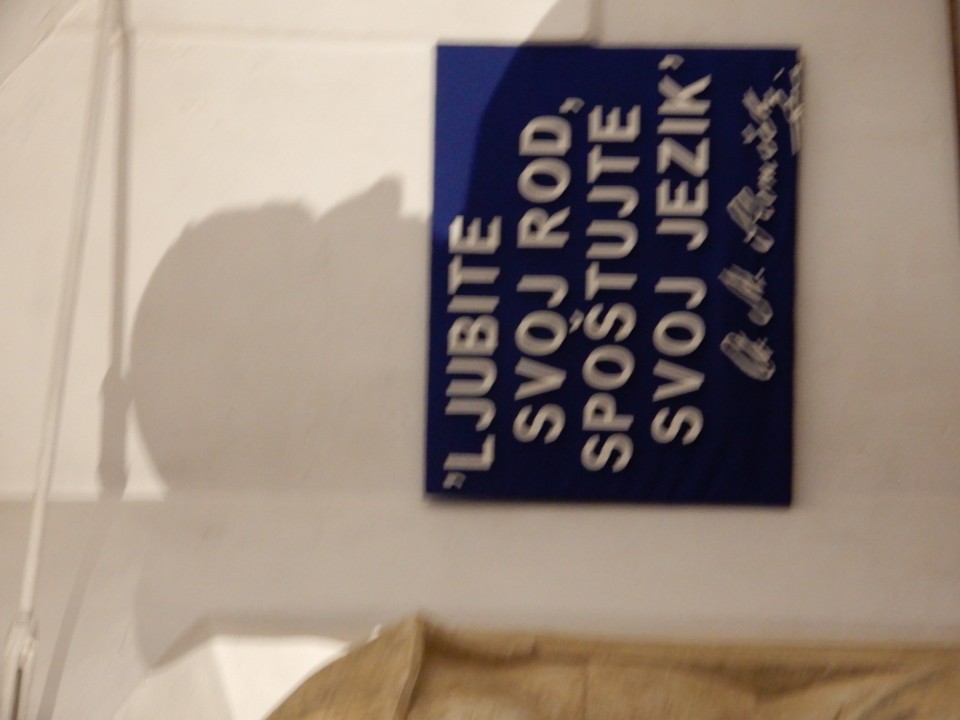 "LJUBITE
SVOJ ROD,
SPOŠTUJTE
SVOJ JEZIK"